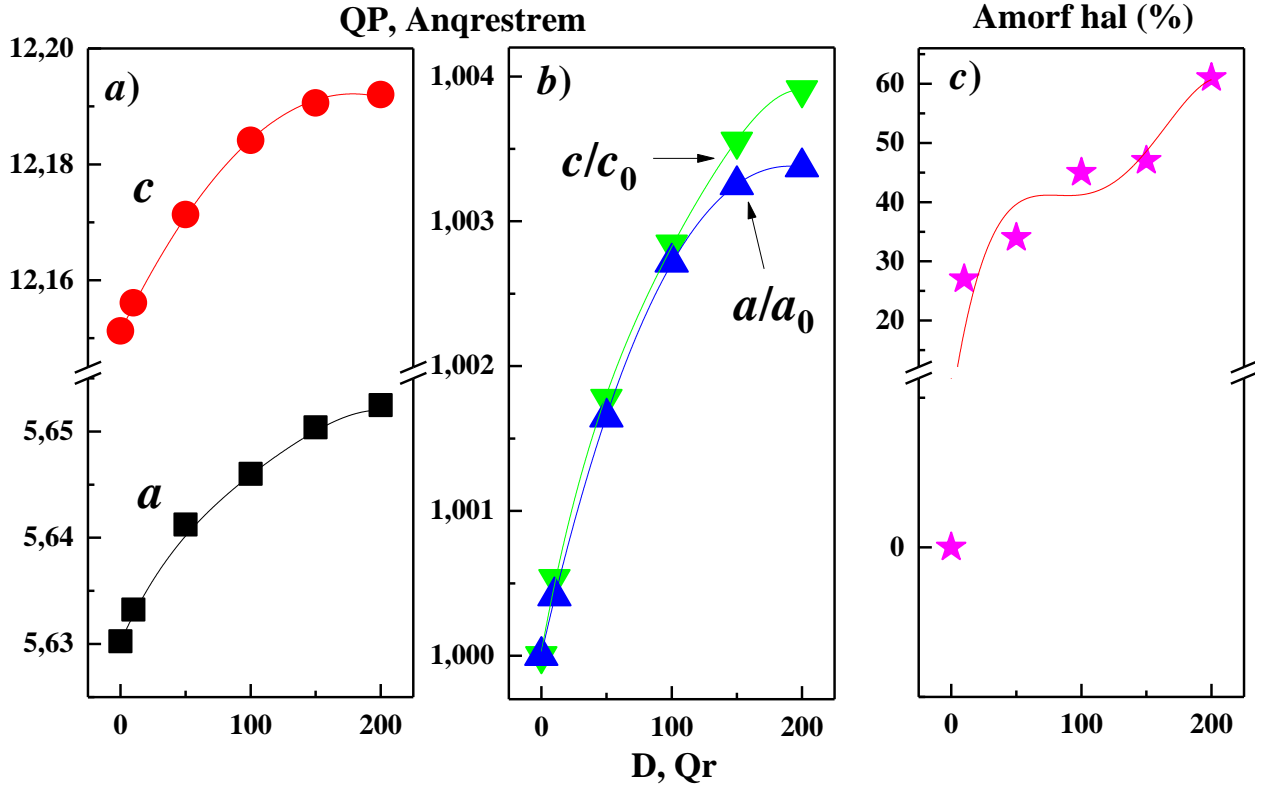 QP, Anqrestrem
Amorf hal (%)
a)
12,20
12,18
12,16
5,65
5,64
5,63
c
a
0 100 200
b)
1,004
1,003
1,002
1,001
1,000
c/c₀
a/a₀
0 100 200
D, Qr
c)
60
50
40
30
20
0
0 100 200